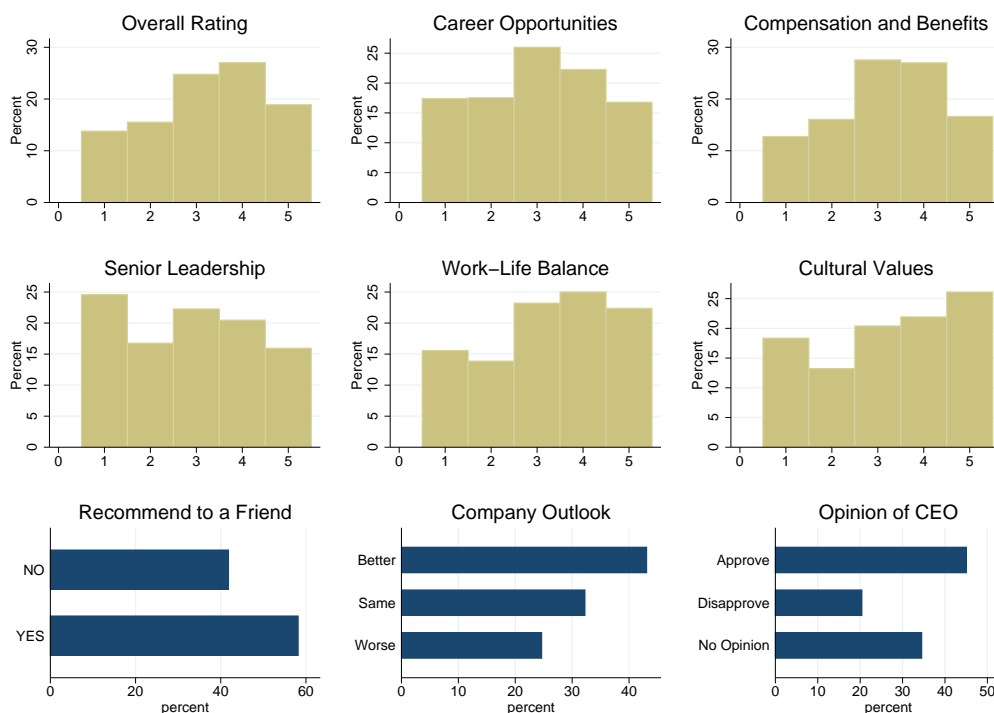 Overall Rating
Percent
0 10 20 30
0 1 2 3 4 5
Career Opportunities
Percent
0 5 10 15 20 25
0 1 2 3 4 5
Compensation and Benefits
Percent
0 10 20 30
0 1 2 3 4 5
Senior Leadership
Percent
0 5 10 15 20 25
0 1 2 3 4 5
Work−Life Balance
Percent
0 5 10 15 20 25
0 1 2 3 4 5
Cultural Values
Percent
0 5 10 15 20 25
0 1 2 3 4 5
Recommend to a Friend
NO
YES
0 20 40 60
percent
Company Outlook
Better
Same
Worse
0 10 20 30 40
percent
Opinion of CEO
Approve
Disapprove
No Opinion
0 10 20 30 40 50
percent